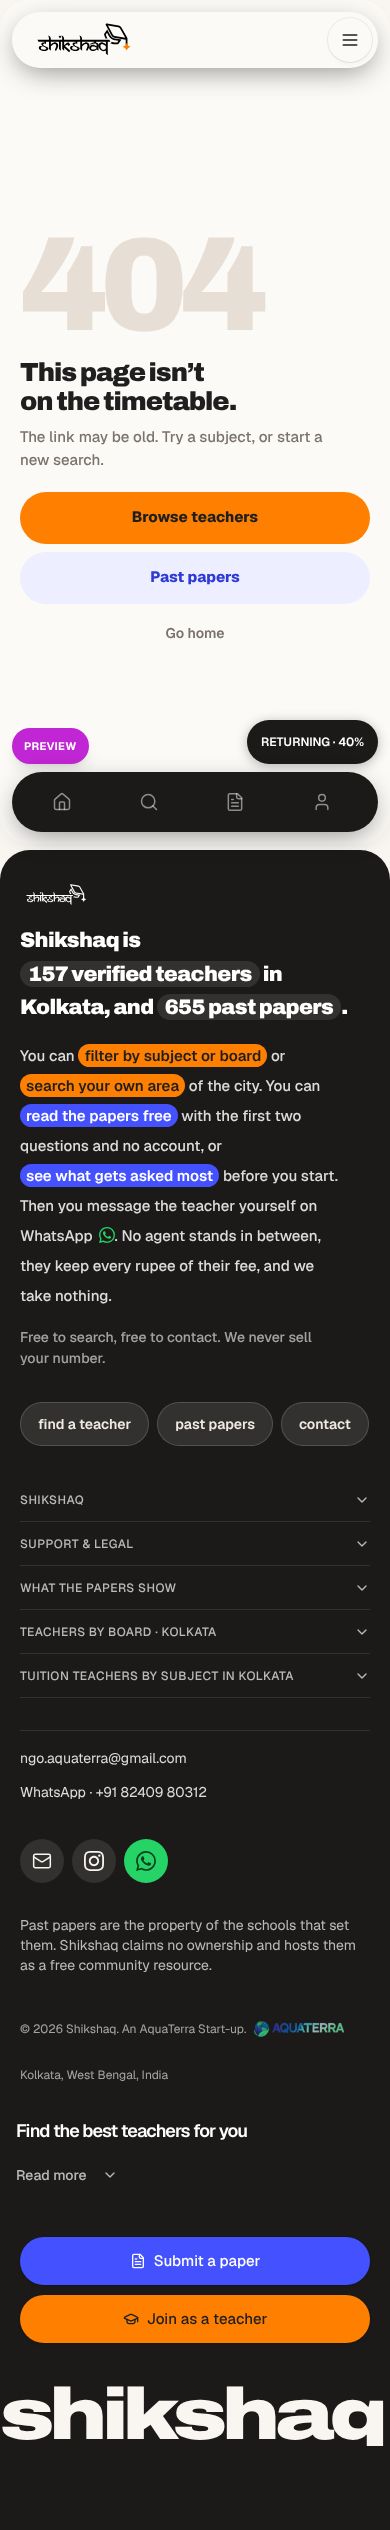 shikshaq
404
This page isn’t
on the timetable.
The link may be old. Try a subject, or start a
new search.
Browse teachers
Past papers
Go home
PREVIEW
RETURNING · 40%
shikshaq
Shikshaq is
157 verified teachers in
Kolkata, and 655 past papers.
You can filter by subject or board or
search your own area of the city. You can
read the papers free with the first two
questions and no account, or
see what gets asked most before you start.
Then you message the teacher yourself on
WhatsApp . No agent stands in between,
they keep every rupee of their fee, and we
take nothing.
Free to search, free to contact. We never sell
your number.
find a teacher
past papers
contact
SHIKSHAQ
SUPPORT & LEGAL
WHAT THE PAPERS SHOW
TEACHERS BY BOARD · KOLKATA
TUITION TEACHERS BY SUBJECT IN KOLKATA
ngo.aquaterra@gmail.com
WhatsApp · +91 82409 80312
Past papers are the property of the schools that set
them. Shikshaq claims no ownership and hosts them
as a free community resource.
© 2026 Shikshaq. An AquaTerra Start-up. AQUATERRA
Kolkata, West Bengal, India
Find the best teachers for you
Read more
Submit a paper
Join as a teacher
shikshaq